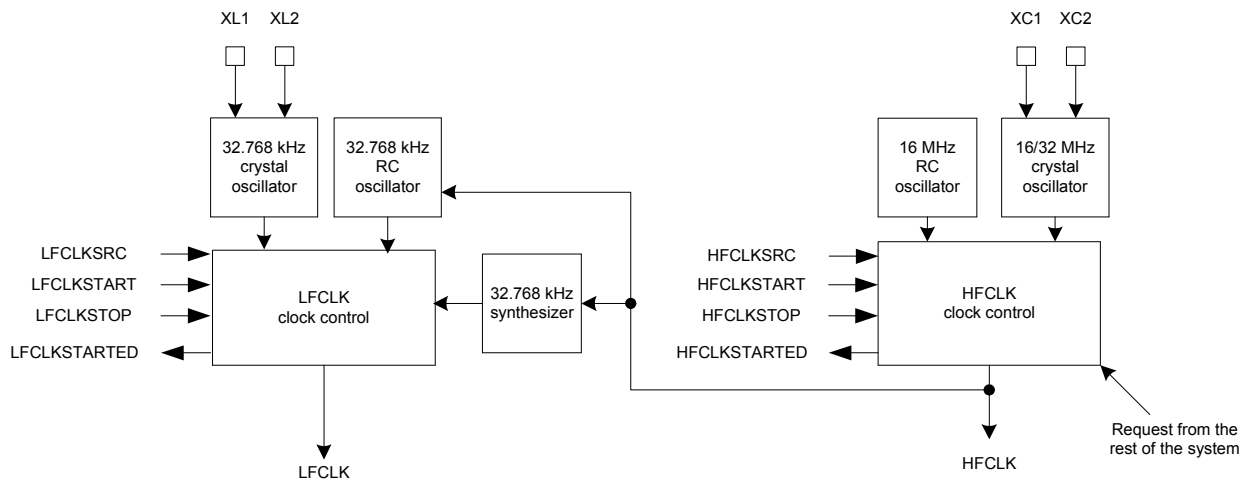 XL1 XL2
XC1 XC2
32.768 kHz
crystal
oscillator
32.768 kHz
RC
oscillator
16 MHz
RC
oscillator
16/32 MHz
crystal
oscillator
LFCLKSRC
LFCLKSTART
LFCLKSTOP
LFCLKSTARTED
LFCLK
clock control
32.768 kHz
synthesizer
HFCLKSRC
HFCLKSTART
HFCLKSTOP
HFCLKSTARTED
HFCLK
clock control
Request from the
rest of the system
LFCLK
HFCLK